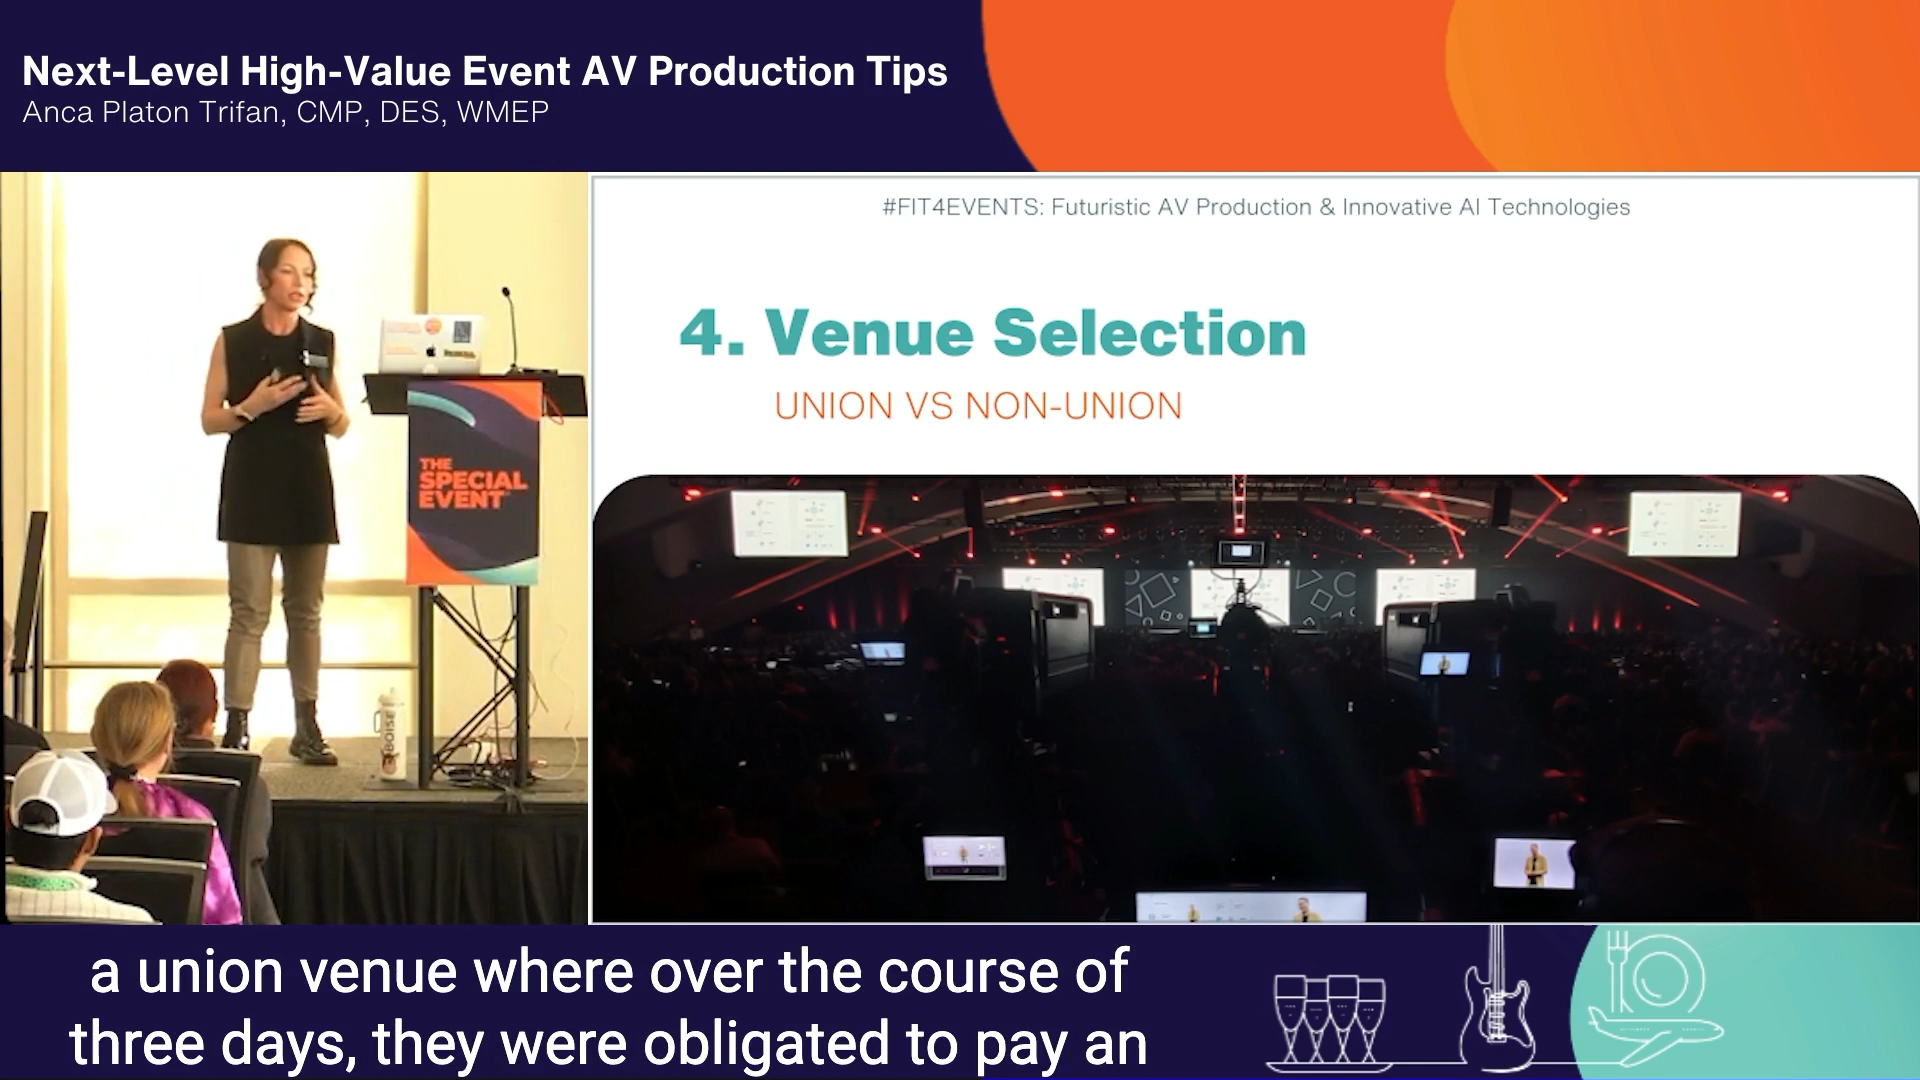 Next-Level High-Value Event AV Production Tips
Anca Platon Trifan, CMP, DES, WMEP
#FIT4EVENTS: Futuristic AV Production & Innovative AI Technologies
4. Venue Selection
UNION VS NON-UNION
THE
SPECIAL
EVENT
BOISE
a union venue where over the course of
three days, they were obligated to pay an